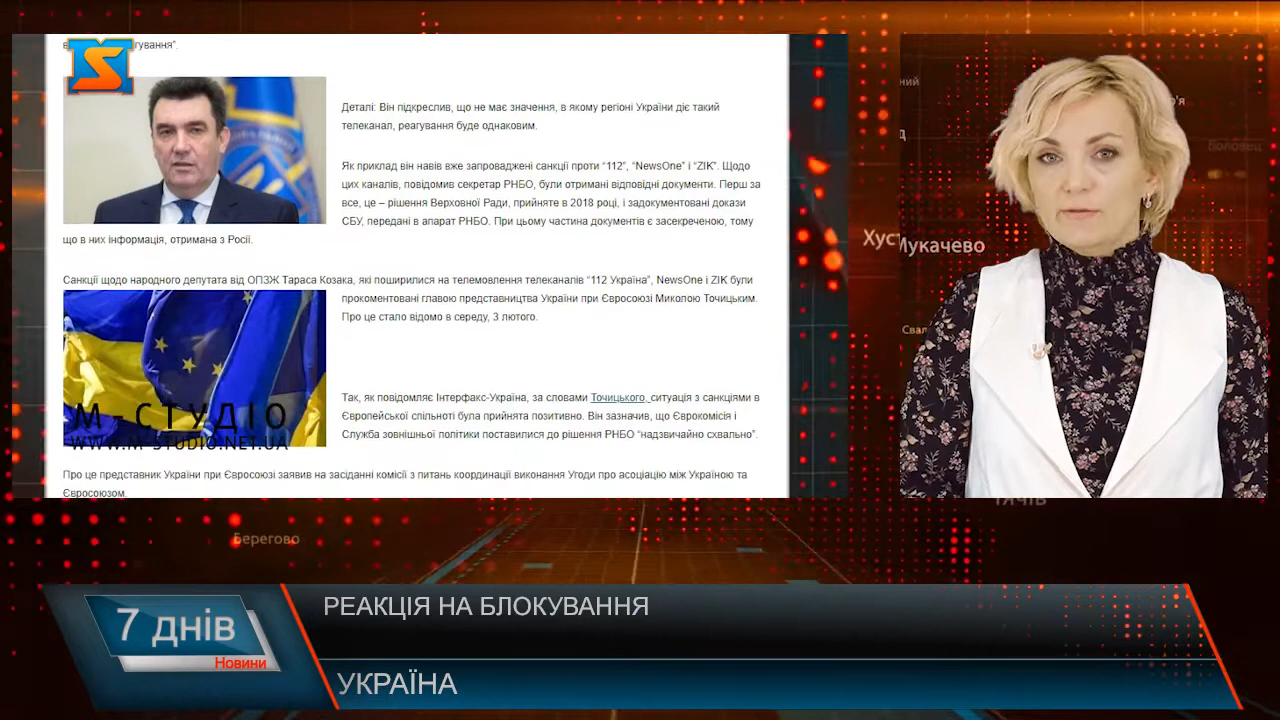 Деталі: Він підкреслив, що не має значення, в якому регіоні України діє такий
телеканал, реагування буде однаковим.
Як приклад він навів вже запроваджені санкції проти “112”, “NewsOne” і “ZIK”. Щодо
цих каналів, повідомив секретар РНБО, були отримані відповідні документи. Перш за
все, це – рішення Верховної Ради, прийняте в 2018 році, і задокументовані докази
СБУ, передані в апарат РНБО. При цьому частина документів є засекреченою, тому
що в них інформація, отримана з Росії.
Санкції щодо народного депутата від ОПЗЖ Тараса Козака, які поширилися на телемовлення телеканалів “112 Україна”, NewsOne і ZIK були
прокоментовані главою представництва України при Євросоюзі Миколою Точицьким.
Про це стало відомо в середу, 3 лютого.
Так, як повідомляє Інтерфакс-Україна, за словами Точицького, ситуація з санкціями в
Європейської спільноті була прийнята позитивно. Він зазначив, що Єврокомісія і
Служба зовнішньої політики поставилися до рішення РНБО “надзвичайно схвально”.
Про це представник України при Євросоюзі заявив на засіданні комісії з питань координації виконання Угоди про асоціацію між Україною та
Євросоюзом.
М-СТУДІО
WWW.M-STUDIO.NET.UA
Хуст
Мукачево
Свал
Тячів
Берегово
7 днів
Новини
РЕАКЦІЯ НА БЛОКУВАННЯ
УКРАЇНА